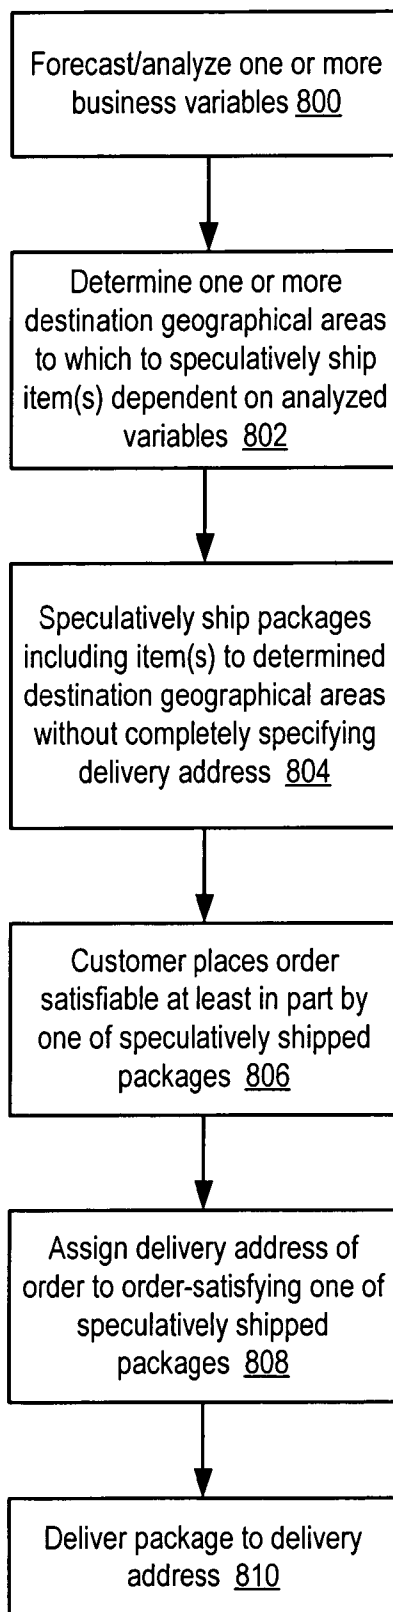 Forecast/analyze one or more
business variables 800
Determine one or more
destination geographical areas
to which to speculatively ship
item(s) dependent on analyzed
variables 802
Speculatively ship packages
including item(s) to determined
destination geographical areas
without completely specifying
delivery address 804
Customer places order
satisfiable at least in part by
one of speculatively shipped
packages 806
Assign delivery address of
order to order-satisfying one of
speculatively shipped
packages 808
Deliver package to delivery
address 810